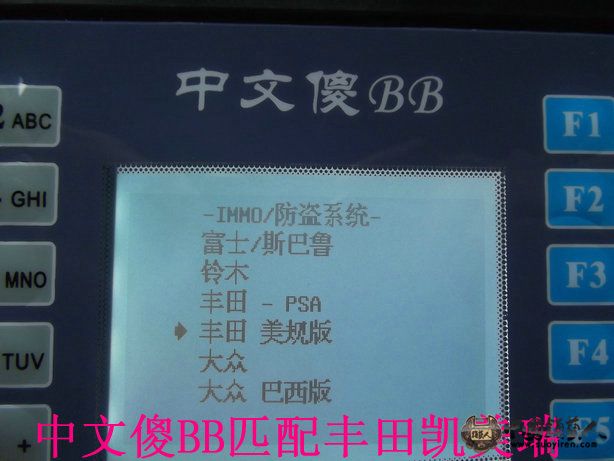 中文傻BB
2 ABC
GHI
MNO
TUV
+
F1
F2
F3
F4
F5
-IMMO/防盗系统-
富士/斯巴鲁
铃木
丰田 - PSA
丰田 美规版
大众
大众 巴西版
中文傻BB匹配丰田凯美瑞